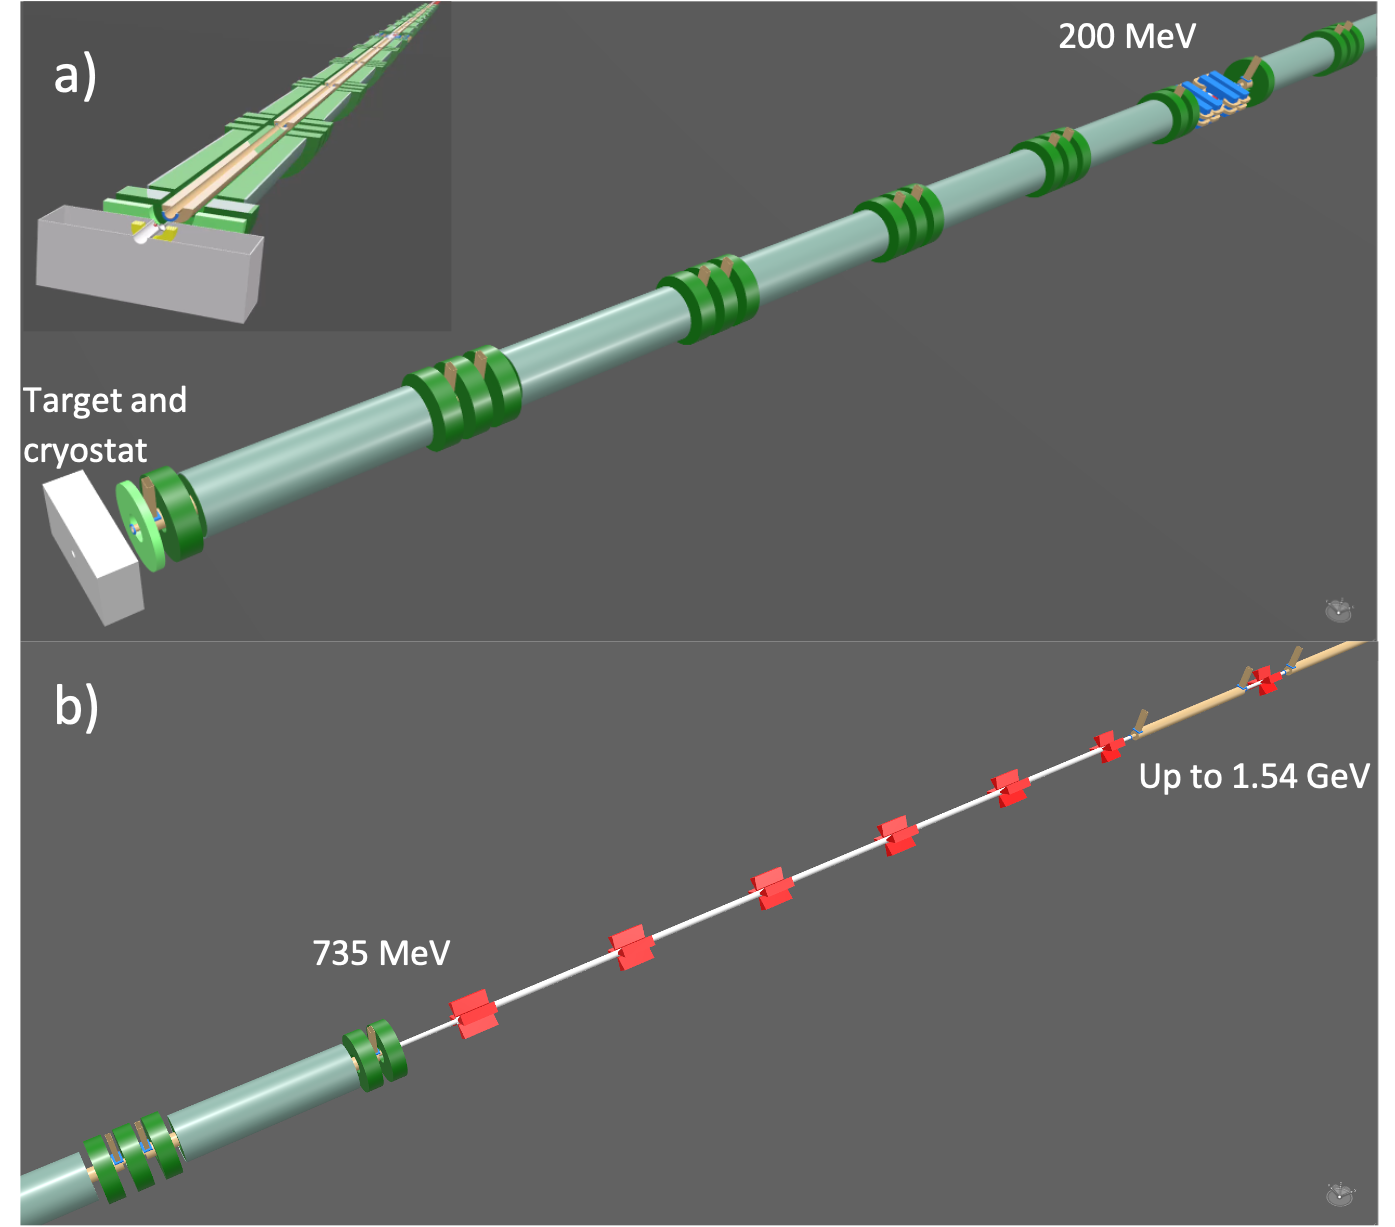 a)
200 MeV
Target and
cryostat
b)
Up to 1.54 GeV
735 MeV